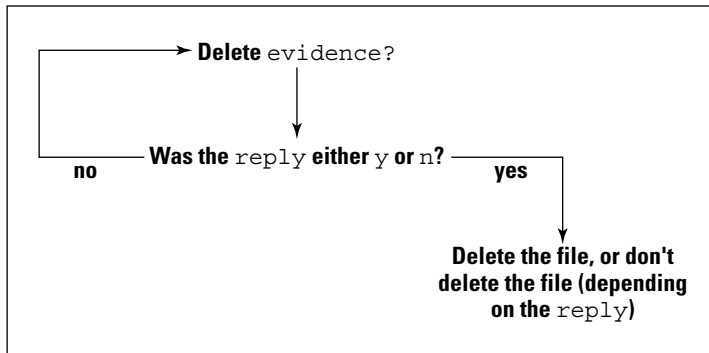 Delete evidence?
Was the reply either y or n?
no
yes
Delete the file, or don't
delete the file (depending
on the reply)